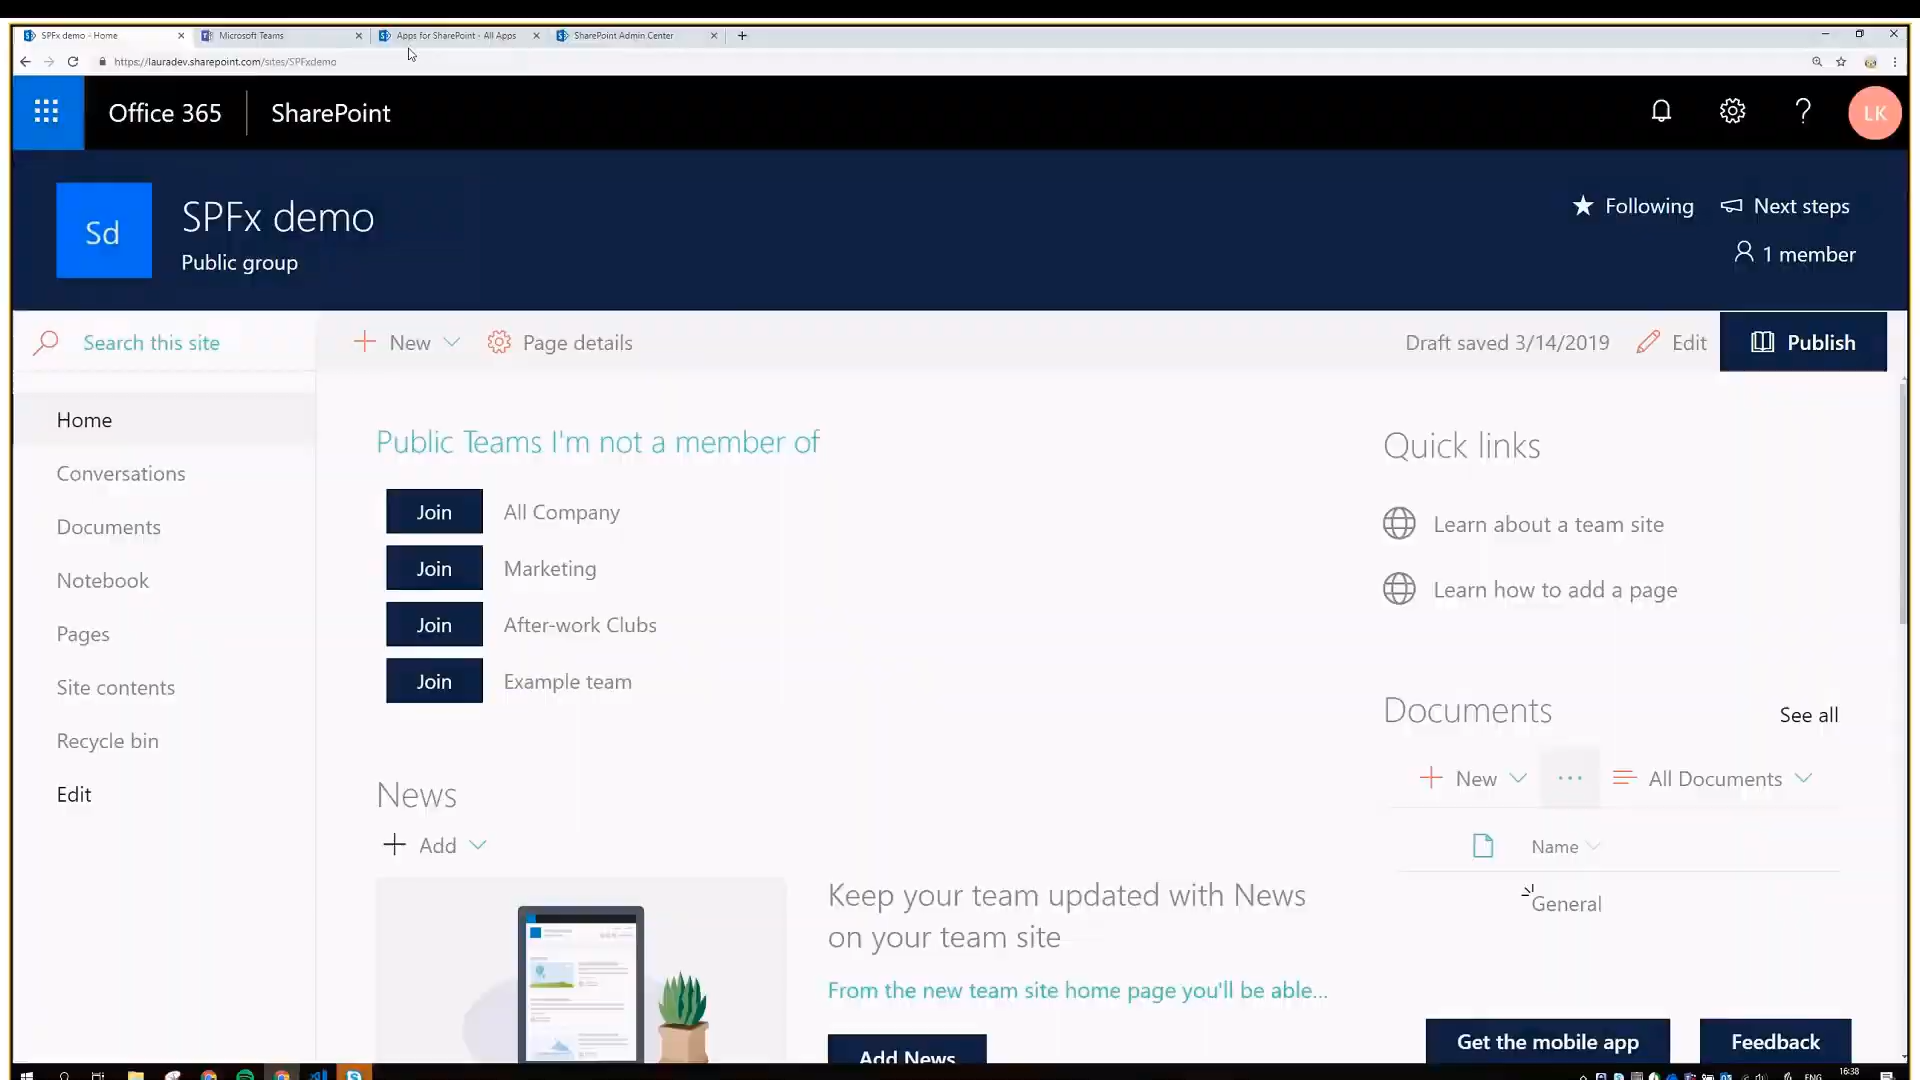 SPFx demo - Home
Microsoft Teams
Apps for SharePoint - All Apps
SharePoint Admin Center
https://lauradev.sharepoint.com/sites/SPFxdemo
Office 365
SharePoint
LK
Sd
SPFx demo
Public group
Following
Next steps
1 member
Search this site
New
Page details
Draft saved 3/14/2019
Edit
Publish
Home
Conversations
Documents
Notebook
Pages
Site contents
Recycle bin
Edit
Public Teams I'm not a member of
Join All Company
Join Marketing
Join After-work Clubs
Join Example team
News
Add
Keep your team updated with News
on your team site
From the new team site home page you'll be able...
Add News
Quick links
Learn about a team site
Learn how to add a page
Documents
See all
New
All Documents
Name
General
Get the mobile app
Feedback
ENG
16:38